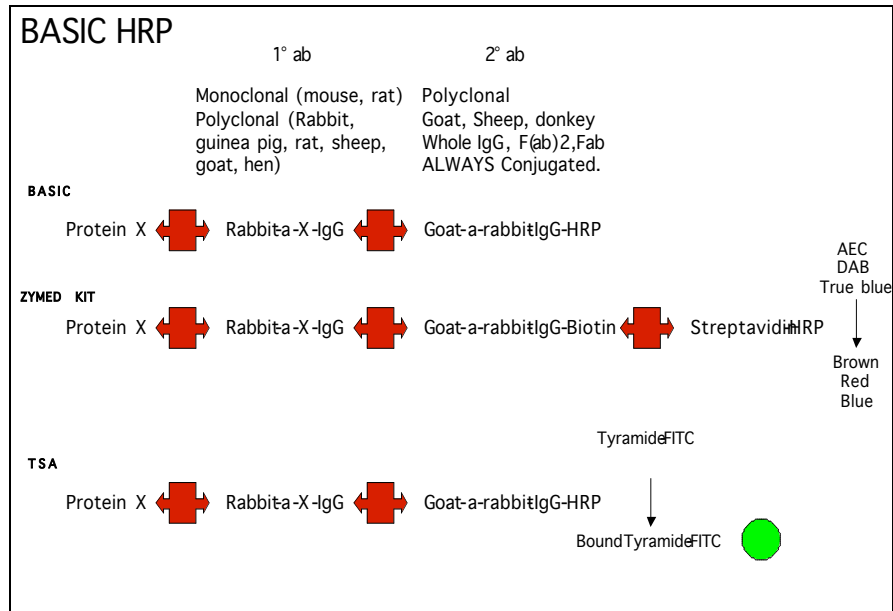 BASIC HRP
1° ab
2° ab
Monoclonal (mouse, rat)
Polyclonal (Rabbit,
guinea pig, rat, sheep,
goat, hen)
Polyclonal
Goat, Sheep, donkey
Whole IgG, F(ab)2,Fab
ALWAYS Conjugated.
BASIC
Protein X
Rabbit-a-X-IgG
Goat-a-rabbit-IgG-HRP
AEC
DAB
True blue
ZYMED KIT
Protein X
Rabbit-a-X-IgG
Goat-a-rabbit-IgG-Biotin
Streptavidin-HRP
Brown
Red
Blue
Tyramide-FITC
TSA
Protein X
Rabbit-a-X-IgG
Goat-a-rabbit-IgG-HRP
Bound Tyramide-FITC